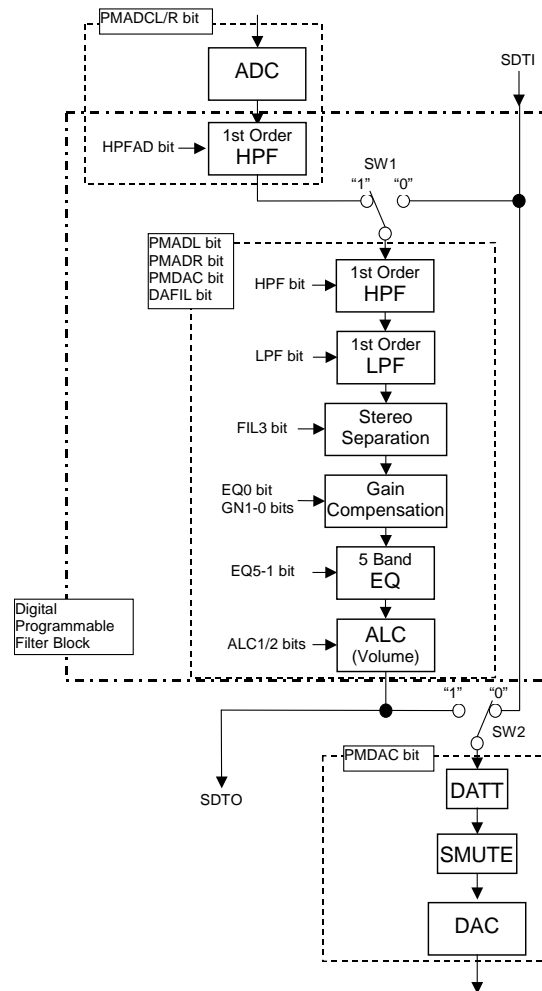 PMADCL/R bit
ADC
SDTI
HPFAD bit
1st Order
HPF
SW1
“1” “0”
PMADL bit
PMADR bit
PMDAC bit
DAFIL bit
HPF bit
1st Order
HPF
LPF bit
1st Order
LPF
FIL3 bit
Stereo
Separation
EQ0 bit
GN1-0 bits
Gain
Compensation
EQ5-1 bit
5 Band
EQ
Digital
Programmable
Filter Block
ALC1/2 bits
ALC
(Volume)
“1” “0”
SW2
PMDAC bit
SDTO
DATT
SMUTE
DAC